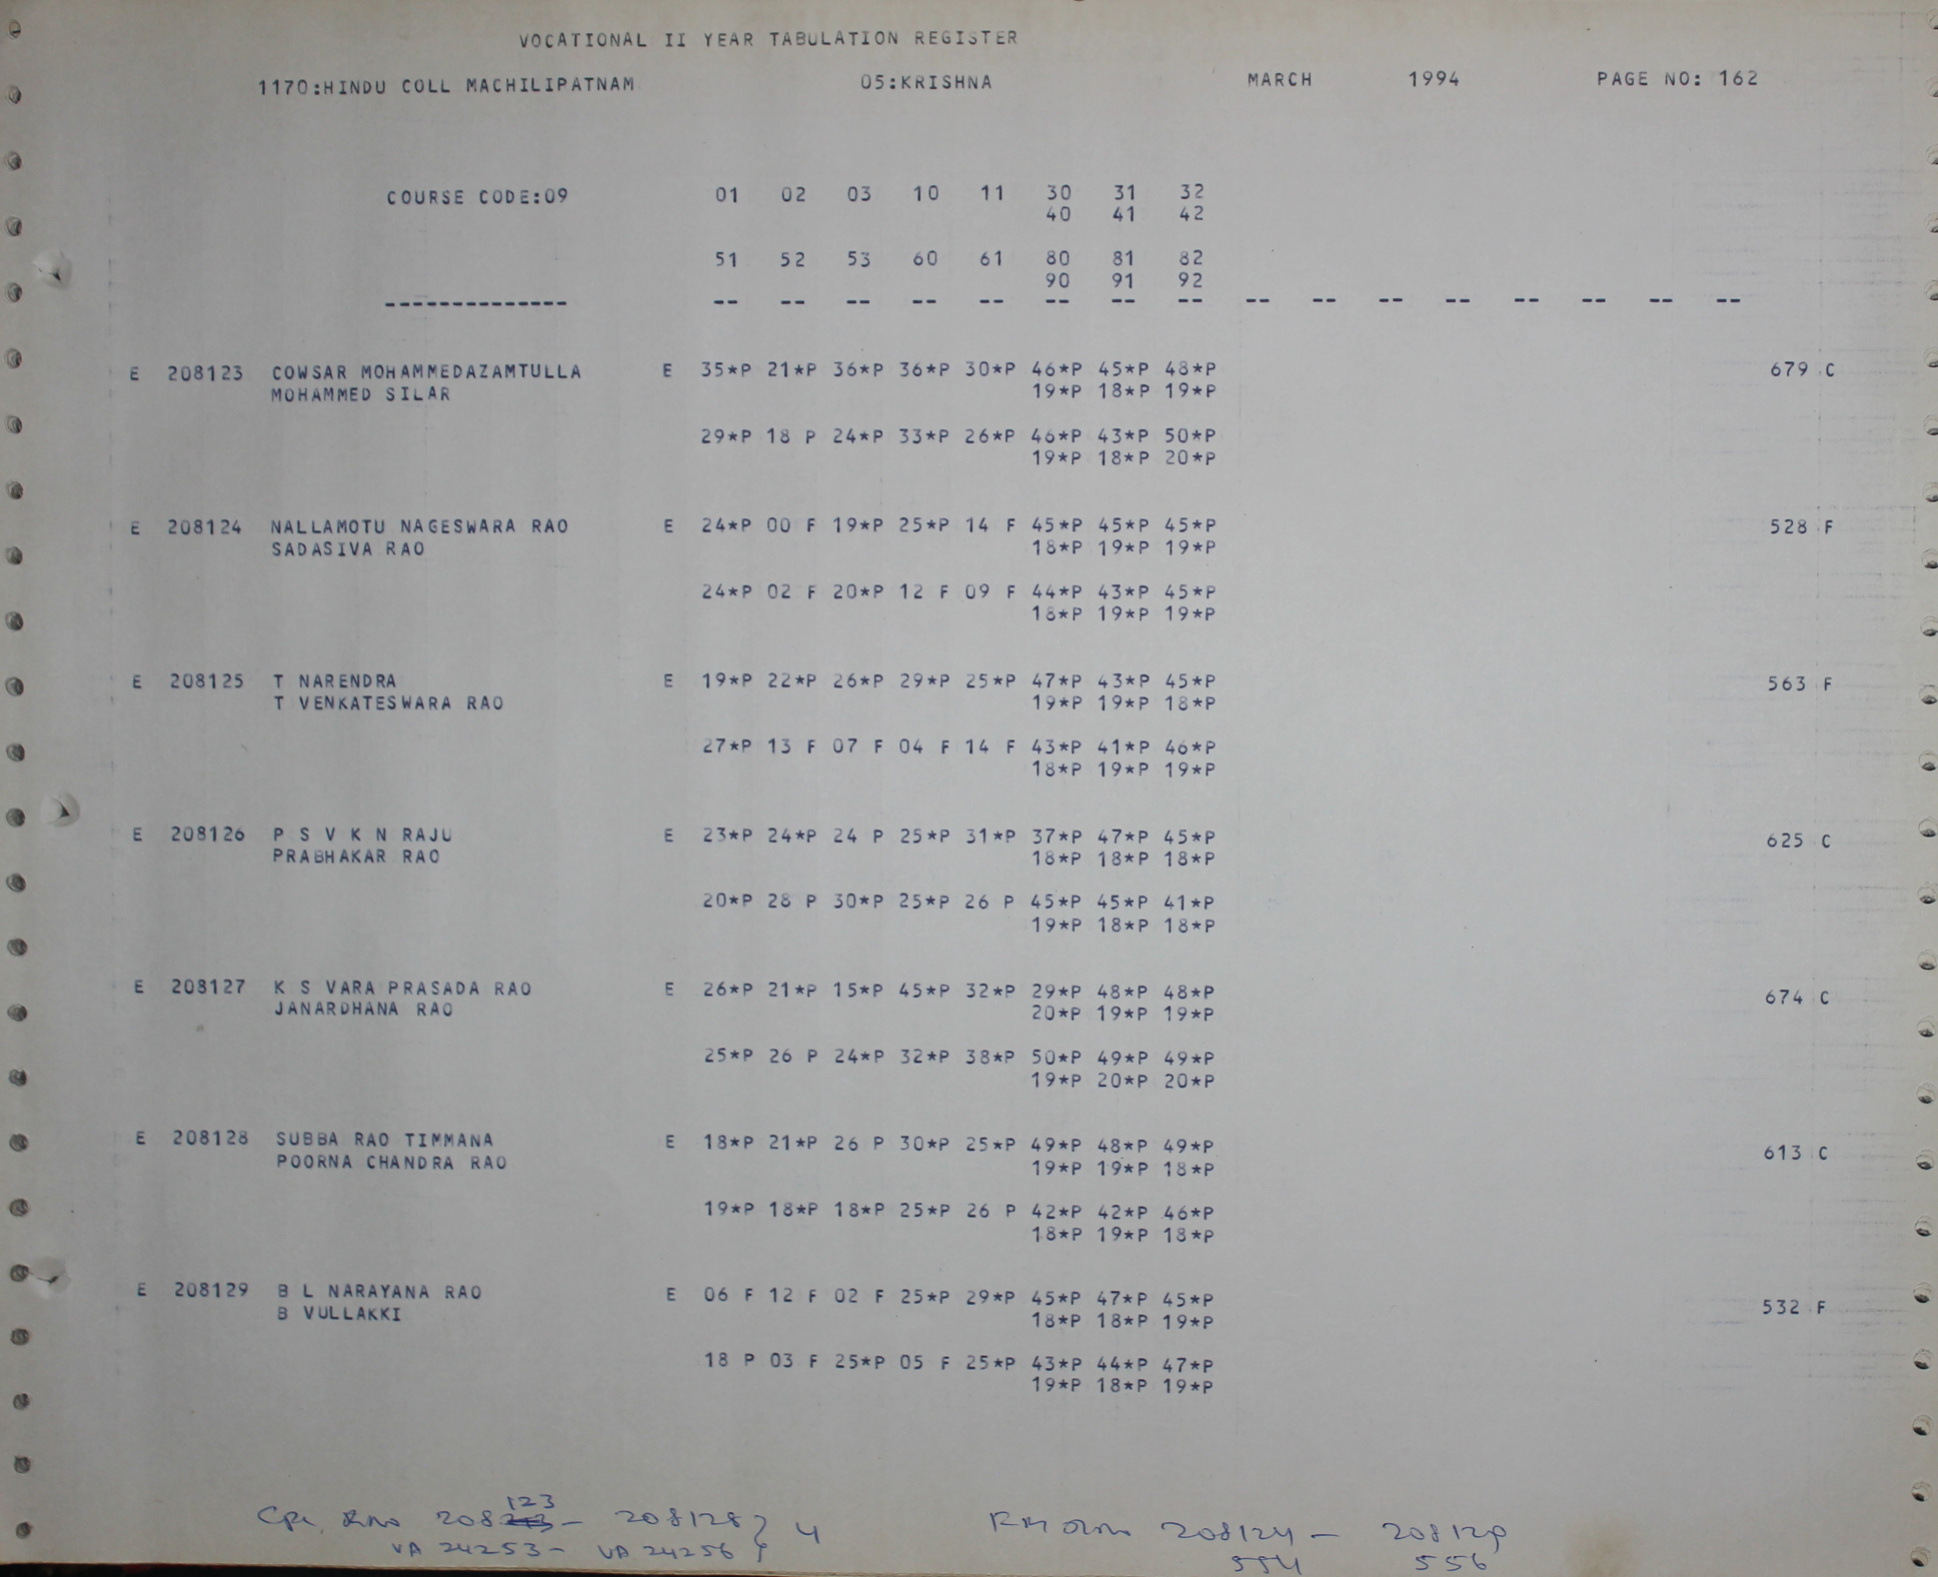 VOCATIONAL II YEAR TABULATION REGISTER
1170:HINDU COLL MACHILIPATNAM 05:KRISHNA MARCH 1994 PAGE NO: 162
COURSE CODE:09 01 02 03 10 11 30 31 32
40 41 42
51 52 53 60 61 80 81 82
90 91 92
-------------- -- -- -- -- -- -- -- -- -- -- -- -- -- -- -- --
E 208123 COWSAR MOHAMMEDAZAMTULLA E 35*P 21*P 36*P 36*P 30*P 46*P 45*P 48*P 679 C
MOHAMMED SILAR 19*P 18*P 19*P
29*P 18 P 24*P 33*P 26*P 46*P 43*P 50*P
19*P 18*P 20*P
E 208124 NALLAMOTU NAGESWARA RAO E 24*P 00 F 19*P 25*P 14 F 45*P 45*P 45*P 528 F
SADASIVA RAO 18*P 19*P 19*P
24*P 02 F 20*P 12 F 09 F 44*P 43*P 45*P
18*P 19*P 19*P
E 208125 T NARENDRA E 19*P 22*P 26*P 29*P 25*P 47*P 43*P 45*P 563 F
T VENKATESWARA RAO 19*P 19*P 18*P
27*P 13 F 07 F 04 F 14 F 43*P 41*P 46*P
18*P 19*P 19*P
E 208126 P S V K N RAJU E 23*P 24*P 24 P 25*P 31*P 37*P 47*P 45*P 625 C
PRABHAKAR RAO 18*P 18*P 18*P
20*P 28 P 30*P 25*P 26 P 45*P 45*P 41*P
19*P 18*P 18*P
E 208127 K S VARA PRASADA RAO E 26*P 21*P 15*P 45*P 32*P 29*P 48*P 48*P 674 C
JANARDHANA RAO 20*P 19*P 19*P
25*P 26 P 24*P 32*P 38*P 50*P 49*P 49*P
19*P 20*P 20*P
E 208128 SUBBA RAO TIMMANA E 18*P 21*P 26 P 30*P 25*P 49*P 48*P 49*P 613 C
POORNA CHANDRA RAO 19*P 19*P 18*P
19*P 18*P 18*P 25*P 26 P 42*P 42*P 46*P
18*P 19*P 18*P
E 208129 B L NARAYANA RAO E 06 F 12 F 02 F 25*P 29*P 45*P 47*P 45*P 532 F
B VULLAKKI 18*P 18*P 19*P
18 P 03 F 25*P 05 F 25*P 43*P 44*P 47*P
19*P 18*P 19*P
123
208 - 208128 } 4 208124 - 208129
VA 24253 - VA 24256 554 556